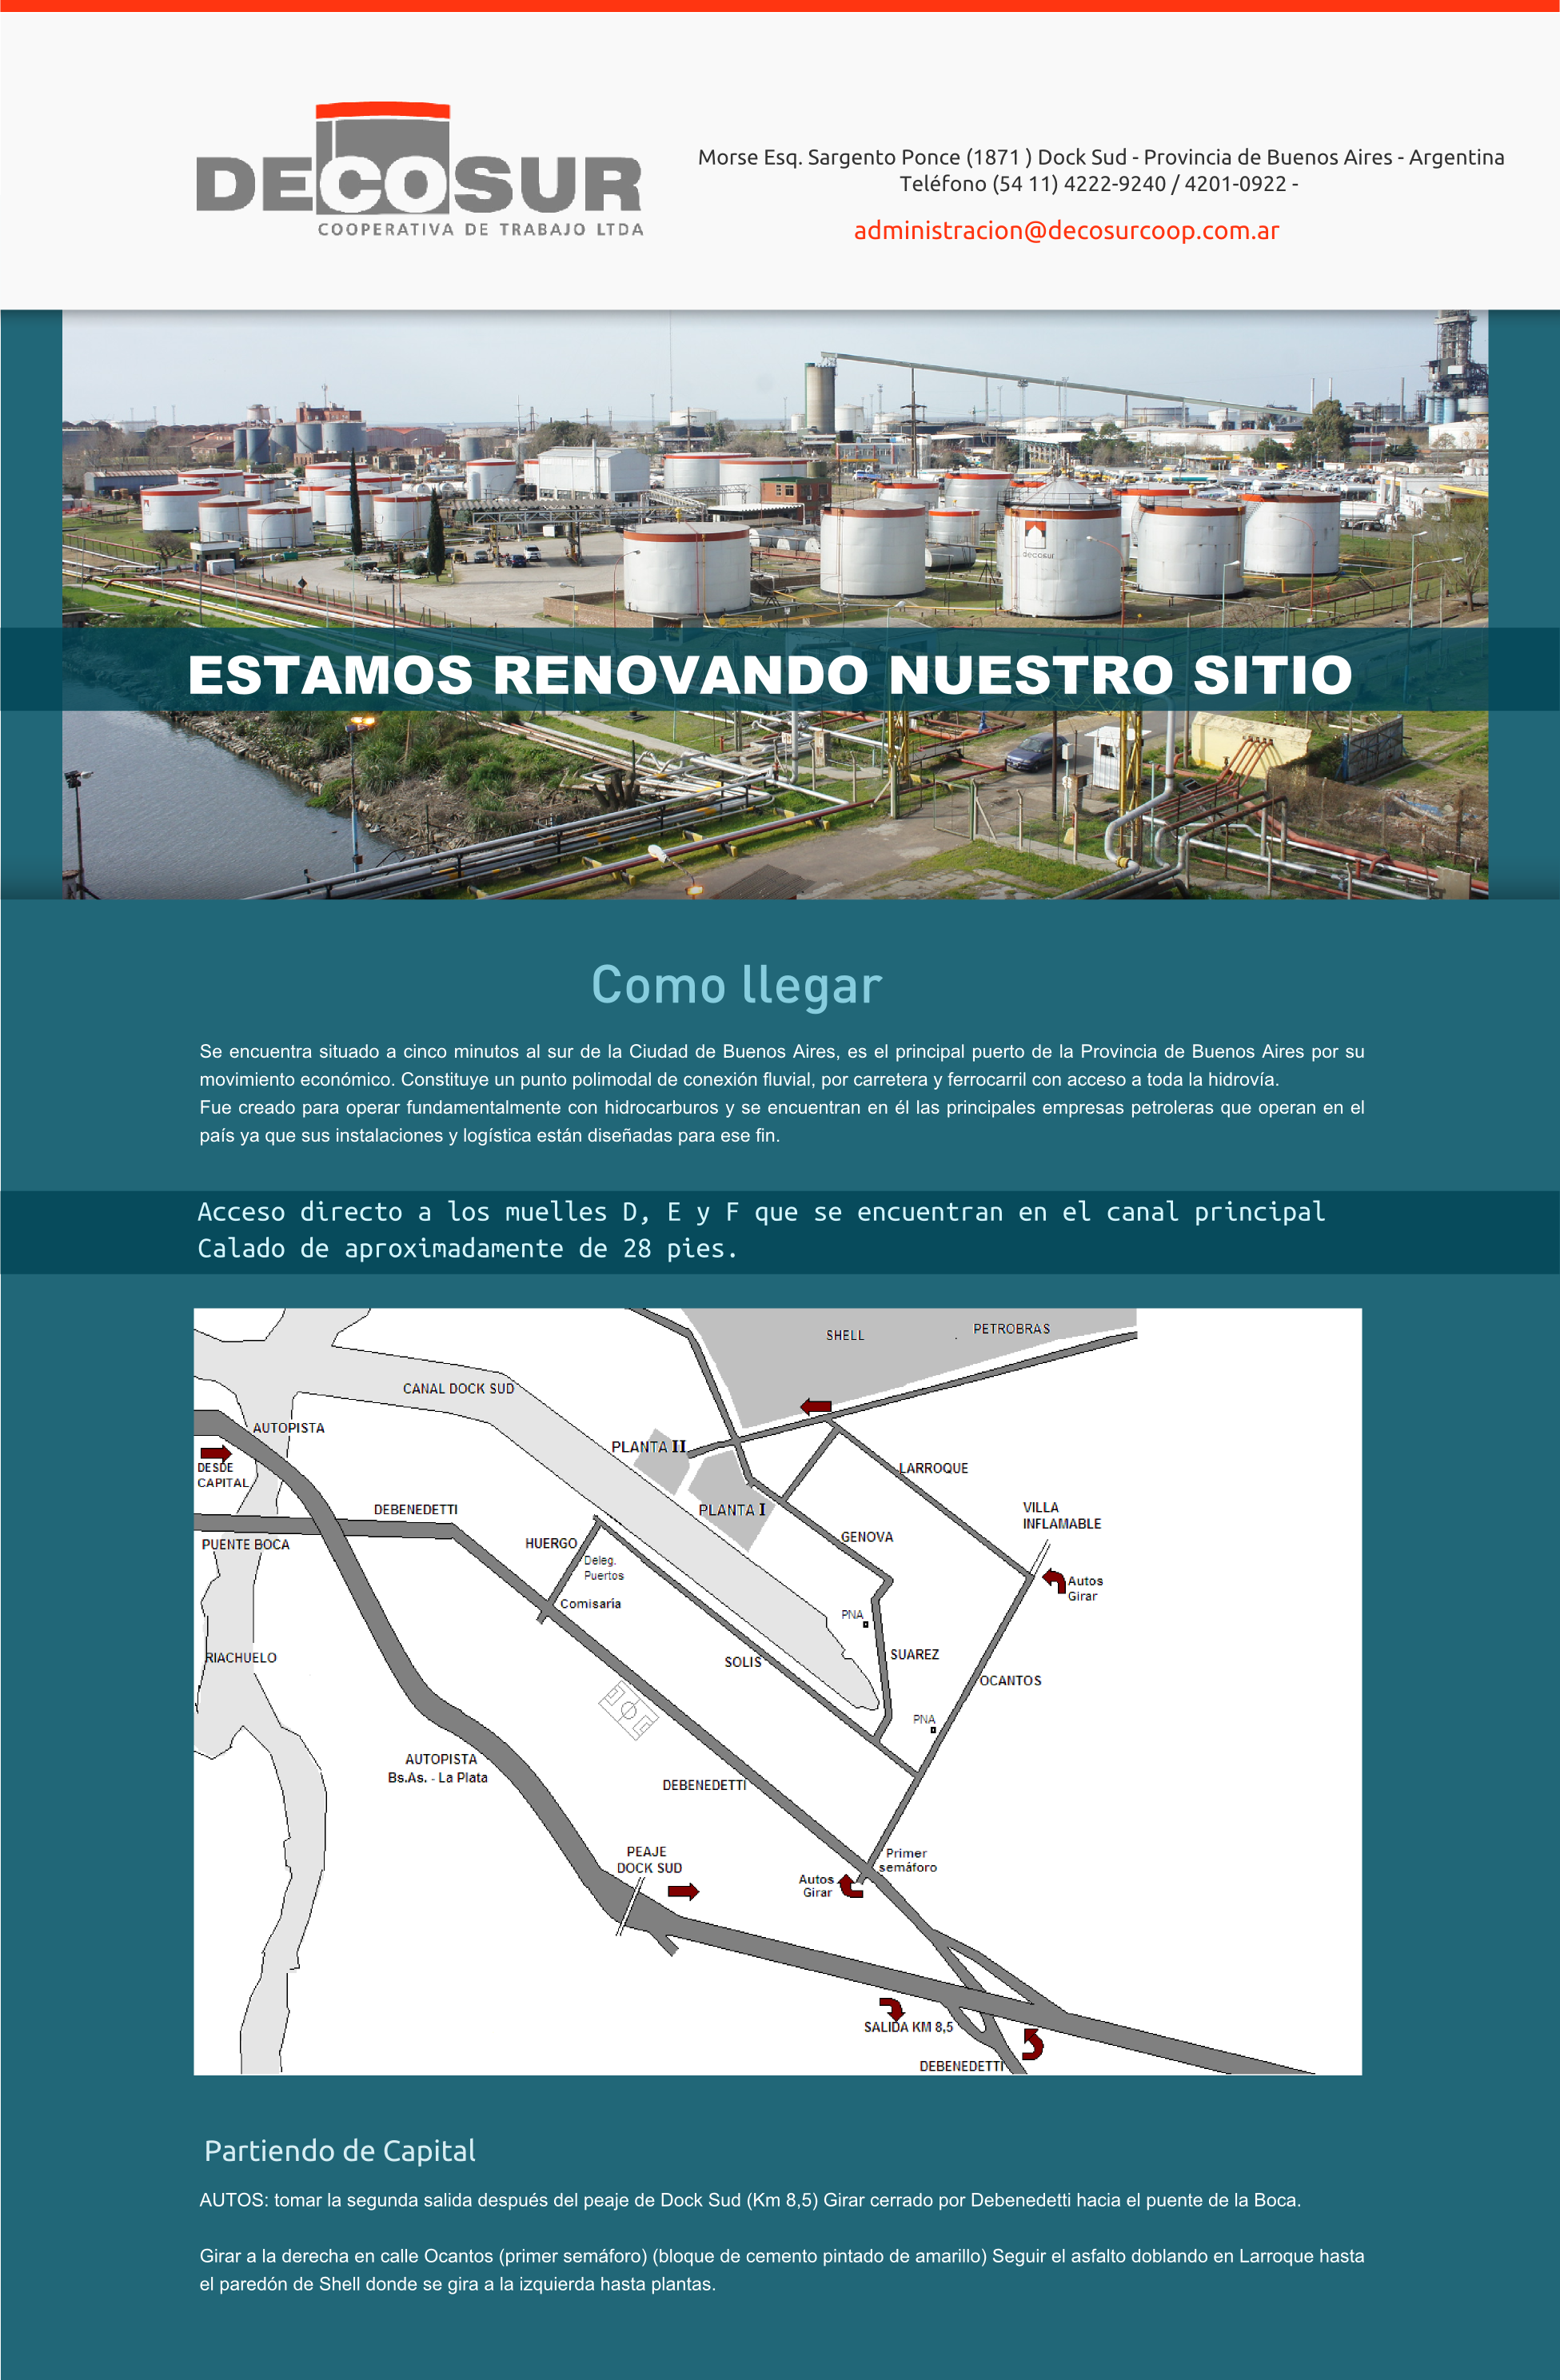 DECOSUR
COOPERATIVA DE TRABAJO LTDA
Morse Esq. Sargento Ponce (1871 ) Dock Sud - Provincia de Buenos Aires - Argentina
Teléfono (54 11) 4222-9240 / 4201-0922 -
administracion@decosurcoop.com.ar
decosur
ESTAMOS RENOVANDO NUESTRO SITIO
Como llegar
Se encuentra situado a cinco minutos al sur de la Ciudad de Buenos Aires, es el principal puerto de la Provincia de Buenos Aires por su
movimiento económico. Constituye un punto polimodal de conexión fluvial, por carretera y ferrocarril con acceso a toda la hidrovía.
Fue creado para operar fundamentalmente con hidrocarburos y se encuentran en él las principales empresas petroleras que operan en el
país ya que sus instalaciones y logística están diseñadas para ese fin.
Acceso directo a los muelles D, E y F que se encuentran en el canal principal
Calado de aproximadamente de 28 pies.
SHELL
PETROBRAS
CANAL DOCK SUD
AUTOPISTA
DESDE
CAPITAL
PLANTA II
LARROQUE
PLANTA I
VILLA
INFLAMABLE
DEBENEDETTI
PUENTE BOCA
HUERGO
GENOVA
Deleg.
Puertos
Autos
Girar
Comisaría
PNA
RIACHUELO
SOLIS
SUAREZ
OCANTOS
PNA
AUTOPISTA
Bs.As. - La Plata
DEBENEDETTI
PEAJE
DOCK SUD
Primer
semáforo
Autos
Girar
SALIDA KM 8,5
DEBENEDETTI
Partiendo de Capital
AUTOS: tomar la segunda salida después del peaje de Dock Sud (Km 8,5) Girar cerrado por Debenedetti hacia el puente de la Boca.
Girar a la derecha en calle Ocantos (primer semáforo) (bloque de cemento pintado de amarillo) Seguir el asfalto doblando en Larroque hasta
el paredón de Shell donde se gira a la izquierda hasta plantas.